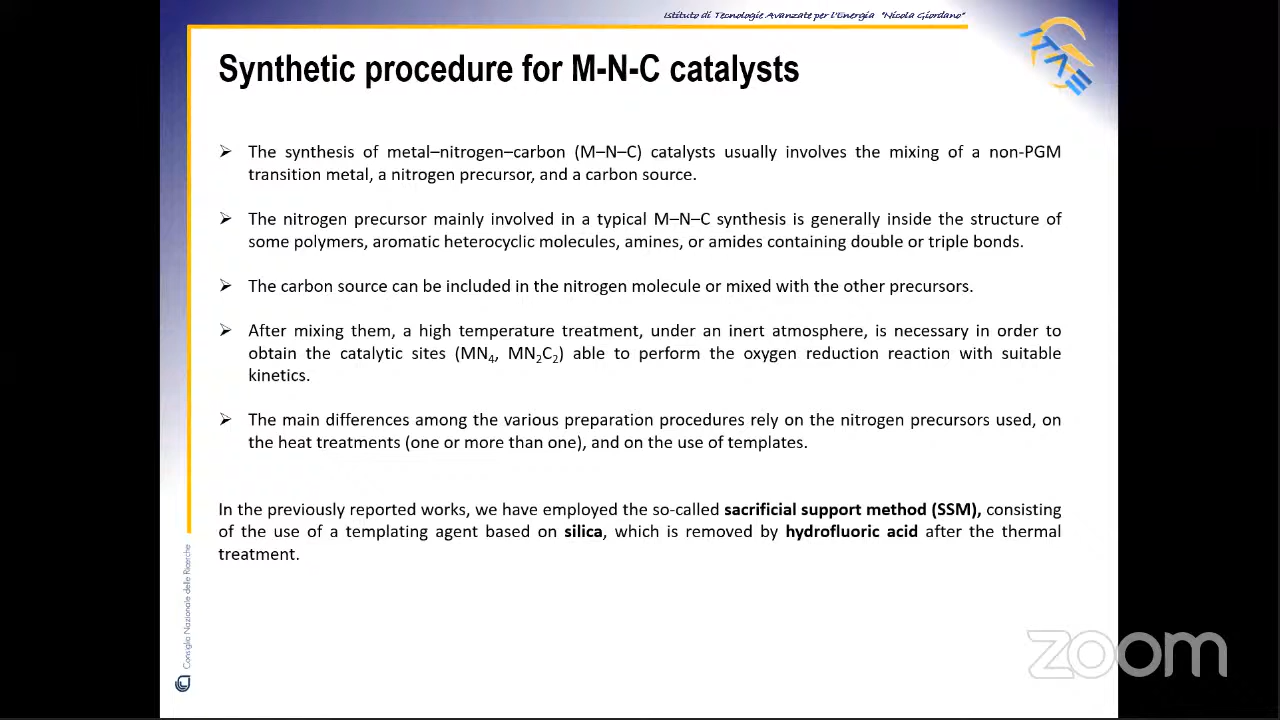 Istituto di Tecnologie Avanzate per l'Energia "Nicola Giordano"
ITAE
Synthetic procedure for M-N-C catalysts
➢ The synthesis of metal–nitrogen–carbon (M–N–C) catalysts usually involves the mixing of a non-PGM
transition metal, a nitrogen precursor, and a carbon source.
➢ The nitrogen precursor mainly involved in a typical M–N–C synthesis is generally inside the structure of
some polymers, aromatic heterocyclic molecules, amines, or amides containing double or triple bonds.
➢ The carbon source can be included in the nitrogen molecule or mixed with the other precursors.
➢ After mixing them, a high temperature treatment, under an inert atmosphere, is necessary in order to
obtain the catalytic sites (MN₄, MN₂C₂) able to perform the oxygen reduction reaction with suitable
kinetics.
➢ The main differences among the various preparation procedures rely on the nitrogen precursors used, on
the heat treatments (one or more than one), and on the use of templates.
In the previously reported works, we have employed the so-called sacrificial support method (SSM), consisting
of the use of a templating agent based on silica, which is removed by hydrofluoric acid after the thermal
treatment.
Consiglio Nazionale delle Ricerche
zoom